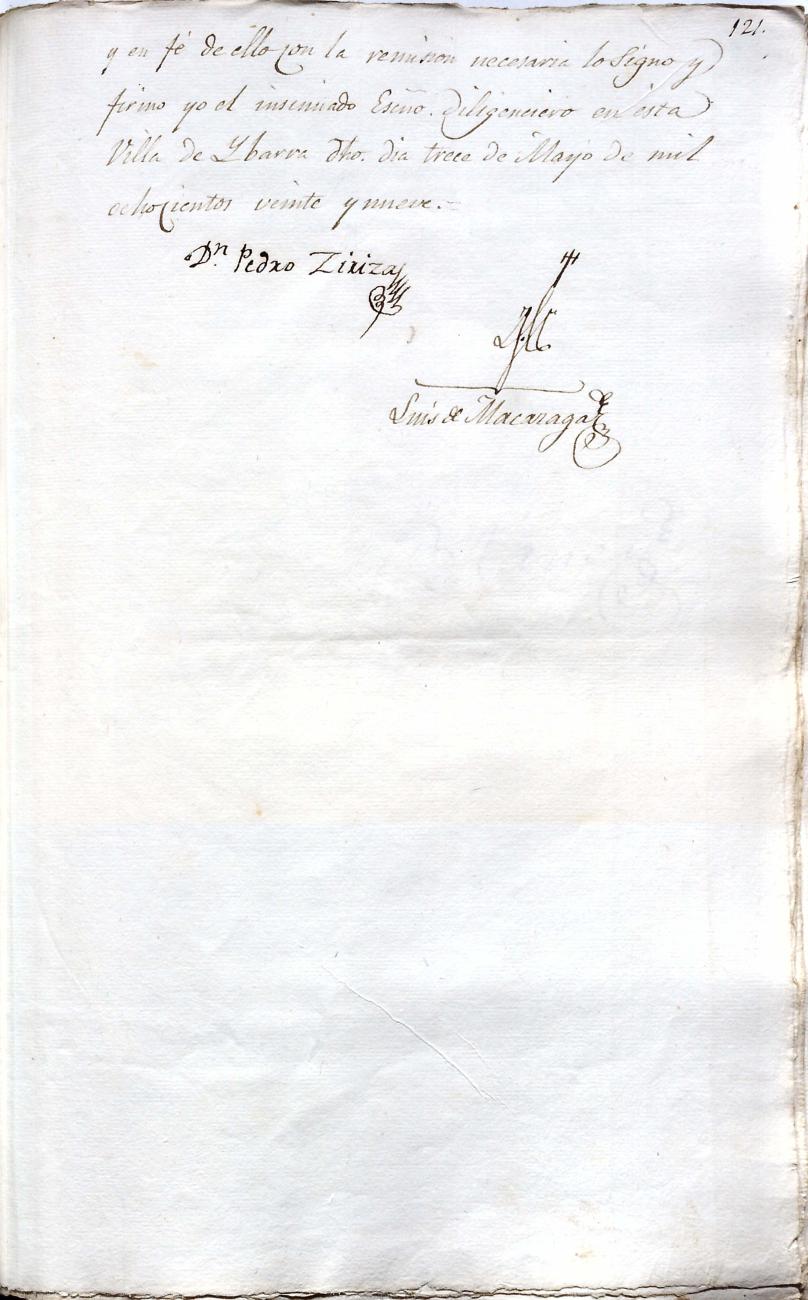 121.
y en fé de ello con la remision necesaria lo Signo y
firmo yo el insinuado Essno. diligenciero en esta
Villa de Ybarra dho. dia trece de Mayo de mil
ochocientos veinte y nueve.=
Dn. Pedro Ziriza
Luis de Macazaga